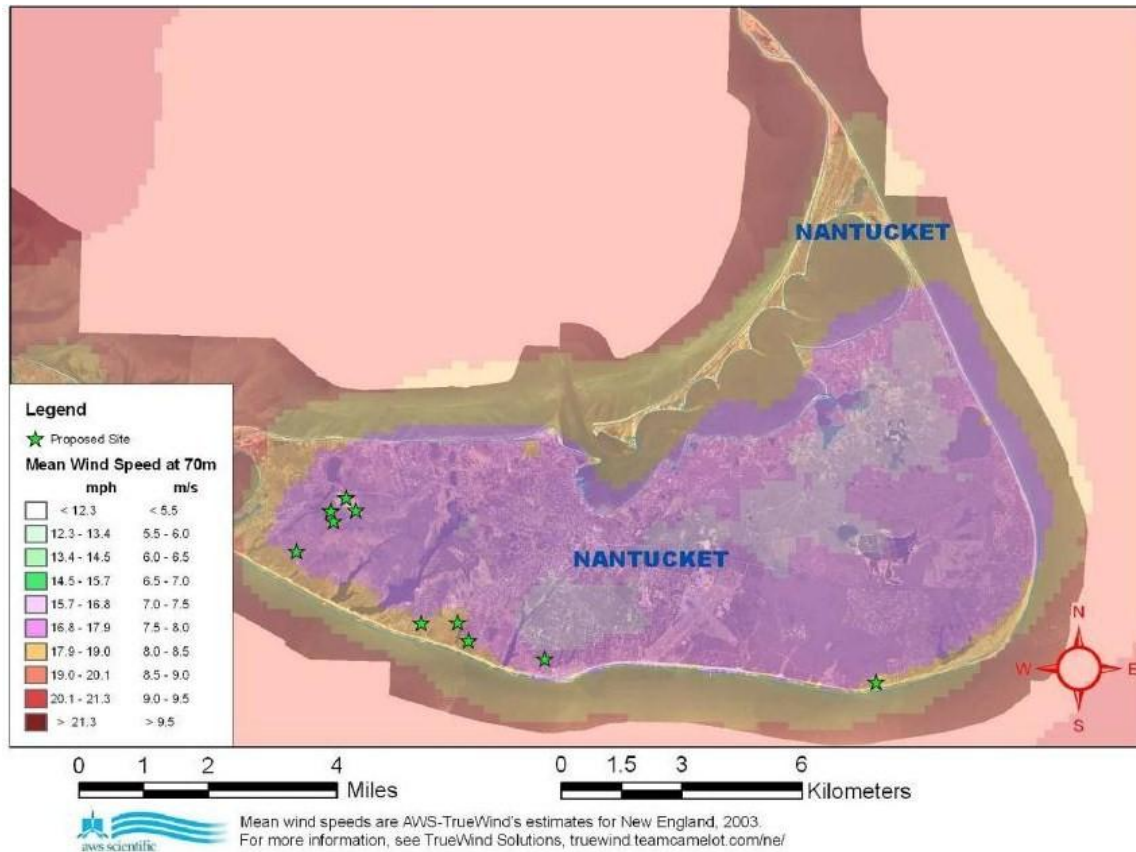 NANTUCKET
NANTUCKET
Legend
Proposed Site
Mean Wind Speed at 70m
mph m/s
< 12.3 < 5.5
12.3 - 13.4 5.5 - 6.0
13.4 - 14.5 6.0 - 6.5
14.5 - 15.7 6.5 - 7.0
15.7 - 16.8 7.0 - 7.5
16.8 - 17.9 7.5 - 8.0
17.9 - 19.0 8.0 - 8.5
19.0 - 20.1 8.5 - 9.0
20.1 - 21.3 9.0 - 9.5
> 21.3 > 9.5
N
W E
S
0 1 2 4 Miles
0 1.5 3 6 Kilometers
aws scientific
Mean wind speeds are AWS-TrueWind's estimates for New England, 2003.
For more information, see TrueWind Solutions, truewind.teamcamelot.com/ne/